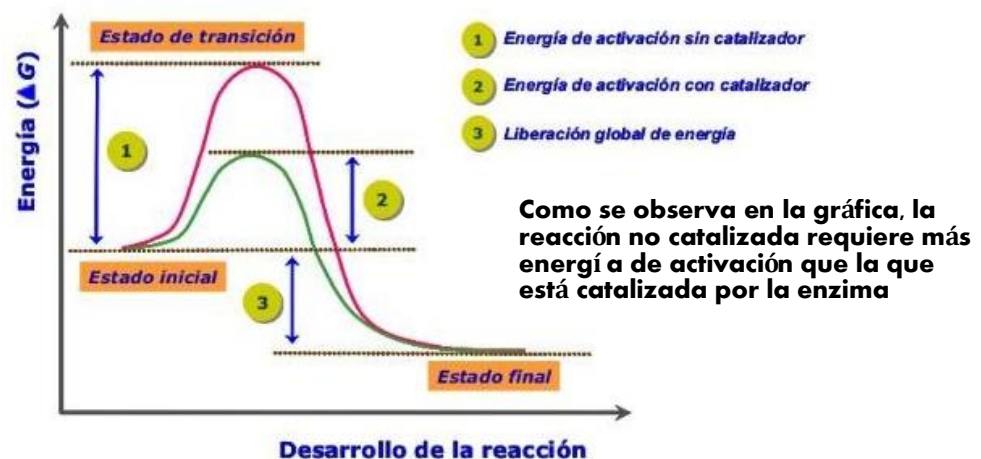 Estado de transición
Energía (▲G)
1
2
3
Estado inicial
Estado final
Desarrollo de la reacción
1 Energía de activación sin catalizador
2 Energía de activación con catalizador
3 Liberación global de energía
Como se observa en la gráfica, la
reacción no catalizada requiere más
energí a de activación que la que
está catalizada por la enzima